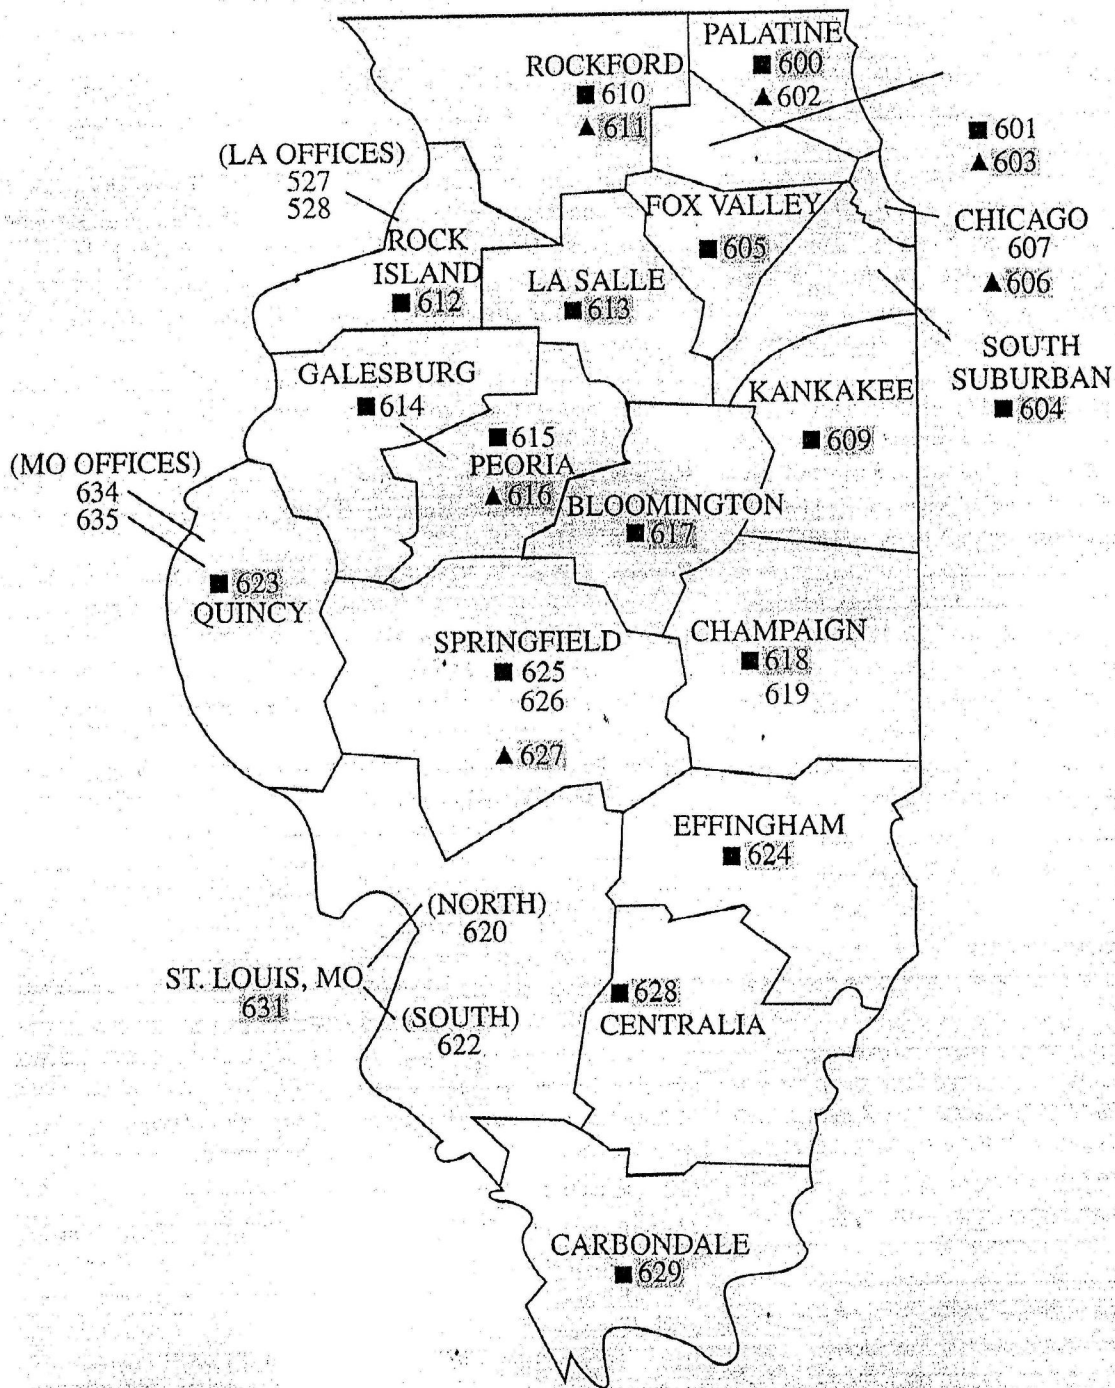 PALATINE
■ 600
▲ 602
ROCKFORD
■ 610
▲ 611
■ 601
▲ 603
(LA OFFICES)
527
528
FOX VALLEY
■ 605
CHICAGO
607
▲ 606
ROCK
ISLAND
■ 612
LA SALLE
■ 613
SOUTH
SUBURBAN
■ 604
GALESBURG
■ 614
KANKAKEE
■ 609
■ 615
PEORIA
▲ 616
(MO OFFICES)
634
635
BLOOMINGTON
■ 617
■ 623
QUINCY
SPRINGFIELD
■ 625
626
▲ 627
CHAMPAIGN
■ 618
619
EFFINGHAM
■ 624
(NORTH)
620
ST. LOUIS, MO
631
(SOUTH)
622
■ 628
CENTRALIA
CARBONDALE
■ 629